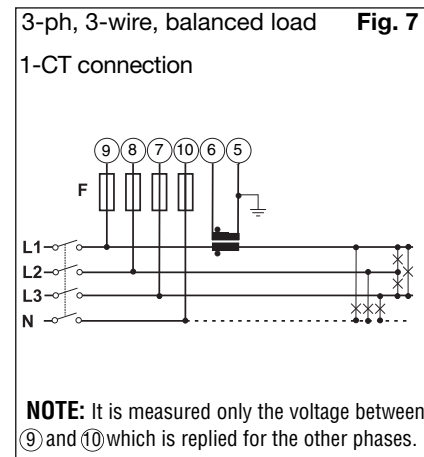 3-ph, 3-wire, balanced load Fig. 7
1-CT connection
9 8 7 10 6 5
F
L1
L2
L3
N
NOTE: It is measured only the voltage between
9 and 10 which is replied for the other phases.